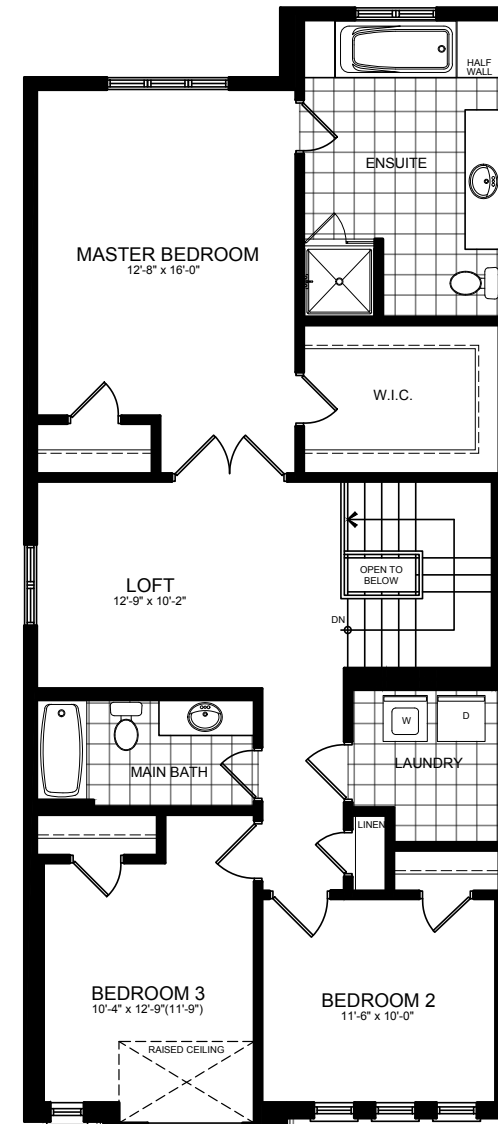 HALF
WALL
ENSUITE
MASTER BEDROOM
12'-8" x 16'-0"
W.I.C.
OPEN TO
BELOW
LOFT
12'-9" x 10'-2"
DN
W
D
MAIN BATH
LAUNDRY
LINEN
BEDROOM 3
10'-4" x 12'-9"(11'-9")
BEDROOM 2
11'-6" x 10'-0"
RAISED CEILING